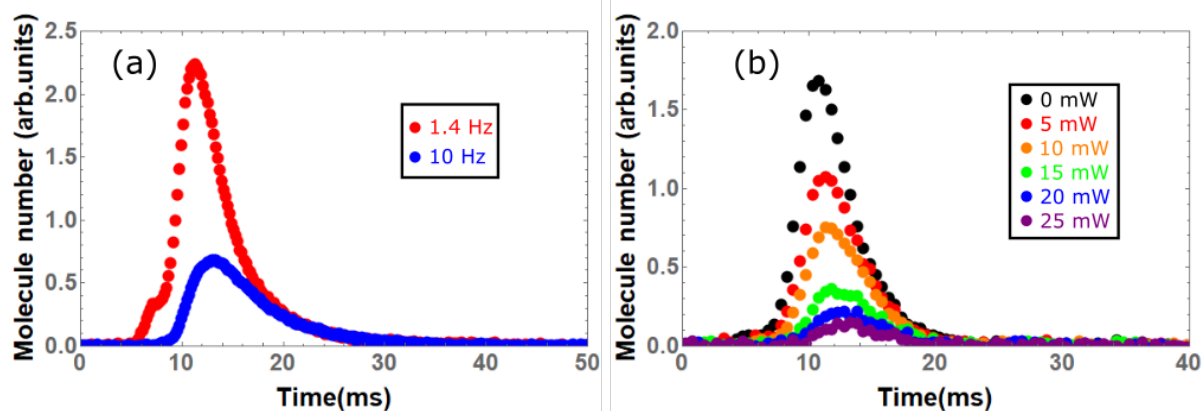 (a)
Molecule number (arb.units)
2.5
2.0
1.5
1.0
0.5
0.0
1.4 Hz
10 Hz
0 10 20 30 40 50
Time(ms)
(b)
Molecule number (arb.units)
2.0
1.5
1.0
0.5
0.0
0 mW
5 mW
10 mW
15 mW
20 mW
25 mW
0 10 20 30 40
Time(ms)